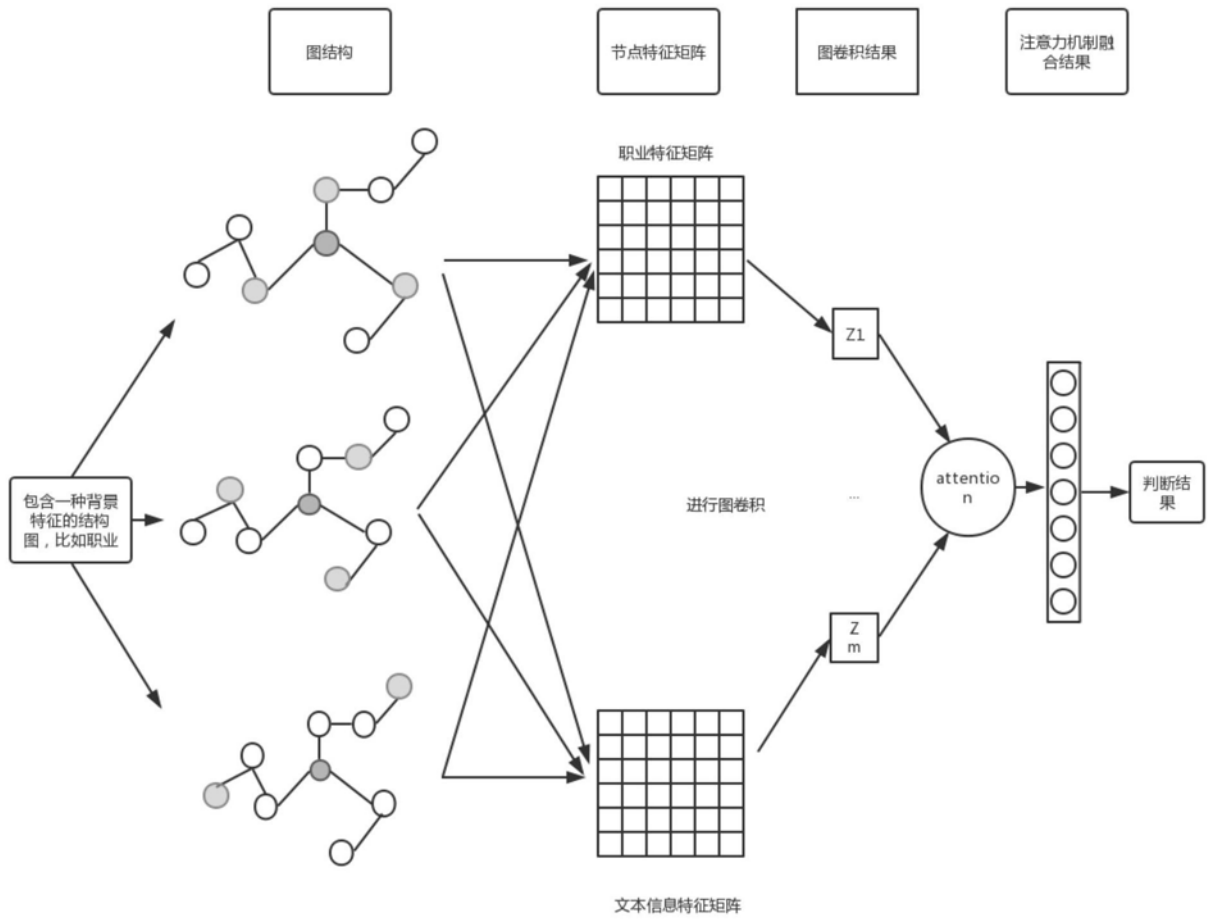 图结构
节点特征矩阵
图卷积结果
注意力机制融
合结果
职业特征矩阵
Z1
包含一种背景
特征的结构
图，比如职业
进行图卷积
...
attentio
n
判断结
果
Z
m
文本信息特征矩阵